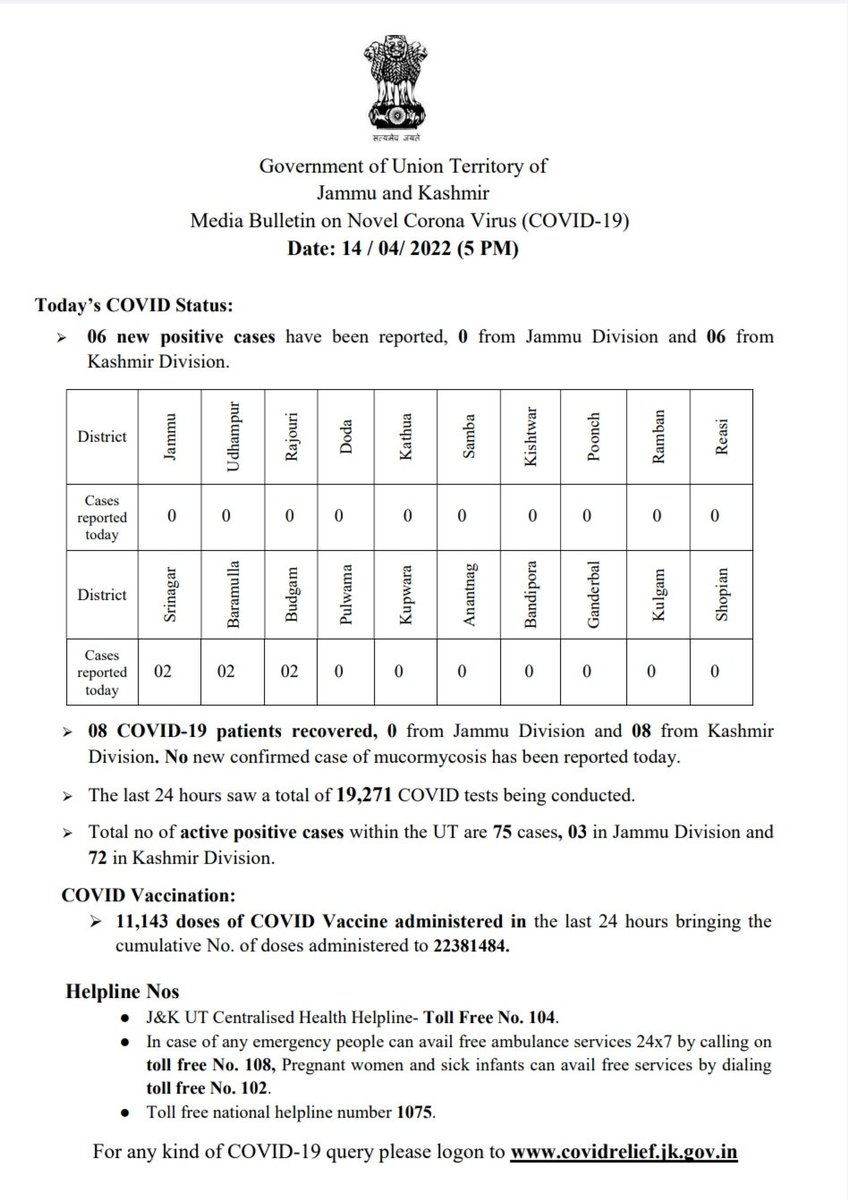 सत्यमेव जयते
Government of Union Territory of
Jammu and Kashmir
Media Bulletin on Novel Corona Virus (COVID-19)
Date: 14 / 04/ 2022 (5 PM)
Today’s COVID Status:
➢ 06 new positive cases have been reported, 0 from Jammu Division and 06 from
Kashmir Division.
District Jammu Udhampur Rajouri Doda Kathua Samba Kishtwar Poonch Ramban Reasi
Cases
reported
today
0 0 0 0 0 0 0 0 0 0
District Srinagar Baramulla Budgam Pulwama Kupwara Anantnag Bandipora Ganderbal Kulgam Shopian
Cases
reported
today
02 02 02 0 0 0 0 0 0 0
➢ 08 COVID-19 patients recovered, 0 from Jammu Division and 08 from Kashmir
Division. No new confirmed case of mucormycosis has been reported today.
➢ The last 24 hours saw a total of 19,271 COVID tests being conducted.
➢ Total no of active positive cases within the UT are 75 cases, 03 in Jammu Division and
72 in Kashmir Division.
COVID Vaccination:
➢ 11,143 doses of COVID Vaccine administered in the last 24 hours bringing the
cumulative No. of doses administered to 22381484.
Helpline Nos
● J&K UT Centralised Health Helpline- Toll Free No. 104.
● In case of any emergency people can avail free ambulance services 24x7 by calling on
toll free No. 108, Pregnant women and sick infants can avail free services by dialing
toll free No. 102.
● Toll free national helpline number 1075.
For any kind of COVID-19 query please logon to www.covidrelief.jk.gov.in